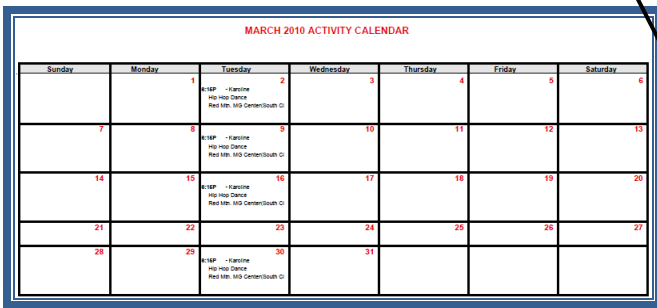 MARCH 2010 ACTIVITY CALENDAR
Sunday Monday Tuesday Wednesday Thursday Friday Saturday
1 2 3 4 5 6
6:15P - Karoline
Hip Hop Dance
Red Mtn. MG Center(South Ci
7 8 9 10 11 12 13
6:15P - Karoline
Hip Hop Dance
Red Mtn. MG Center(South Ci
14 15 16 17 18 19 20
6:15P - Karoline
Hip Hop Dance
Red Mtn. MG Center(South Ci
21 22 23 24 25 26 27
28 29 30 31
6:15P - Karoline
Hip Hop Dance
Red Mtn. MG Center(South Ci